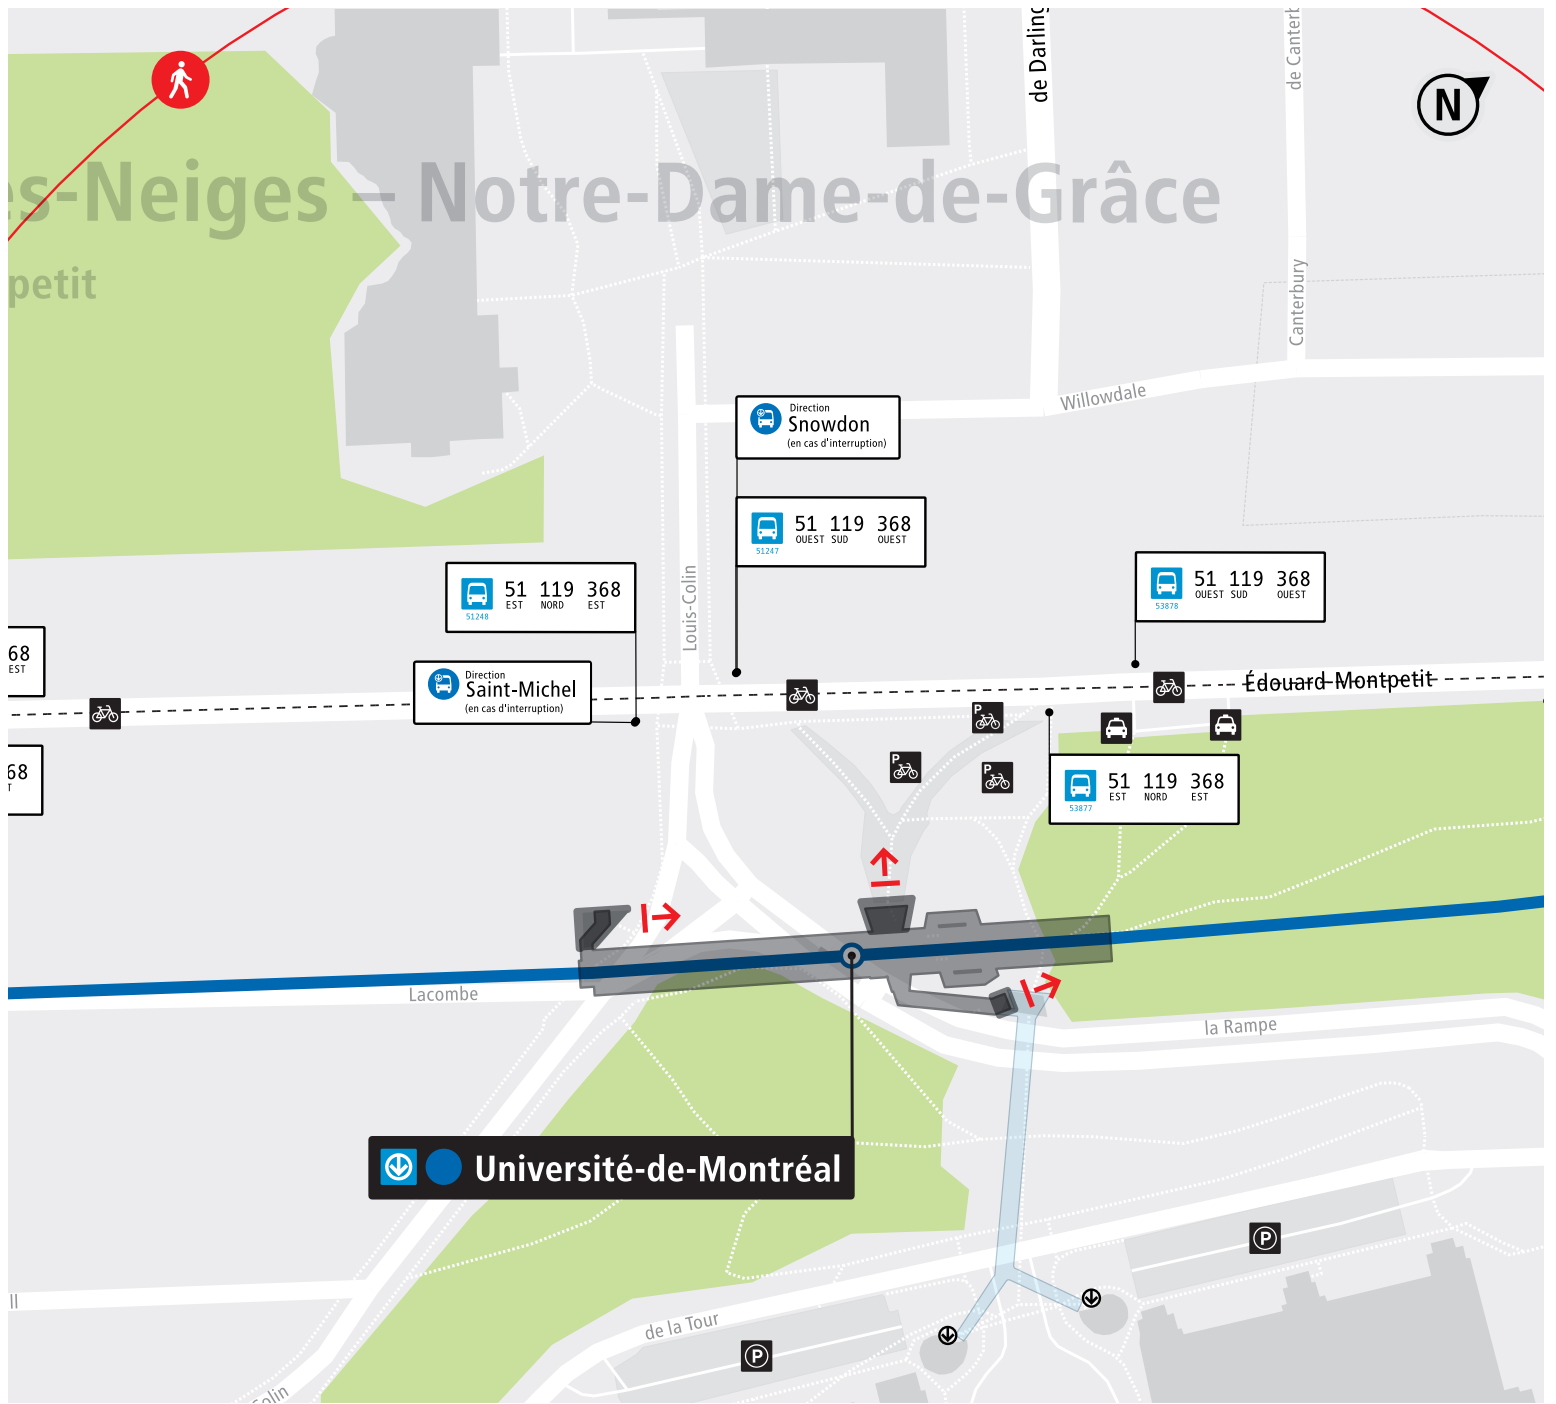 de Darling
de Canterb
N
es-Neiges – Notre-Dame-de-Grâce
petit
Canterbury
Willowdale
Direction
Snowdon
(en cas d'interruption)
51 119 368
OUEST SUD OUEST
51247
51 119 368
EST NORD EST
51248
Louis-Colin
51 119 368
OUEST SUD OUEST
53878
68
EST
Direction
Saint-Michel
(en cas d'interruption)
Édouard-Montpetit
P
P
P
68
T
51 119 368
EST NORD EST
53877
Lacombe
la Rampe
Université-de-Montréal
P
ll
de la Tour
P
Colin